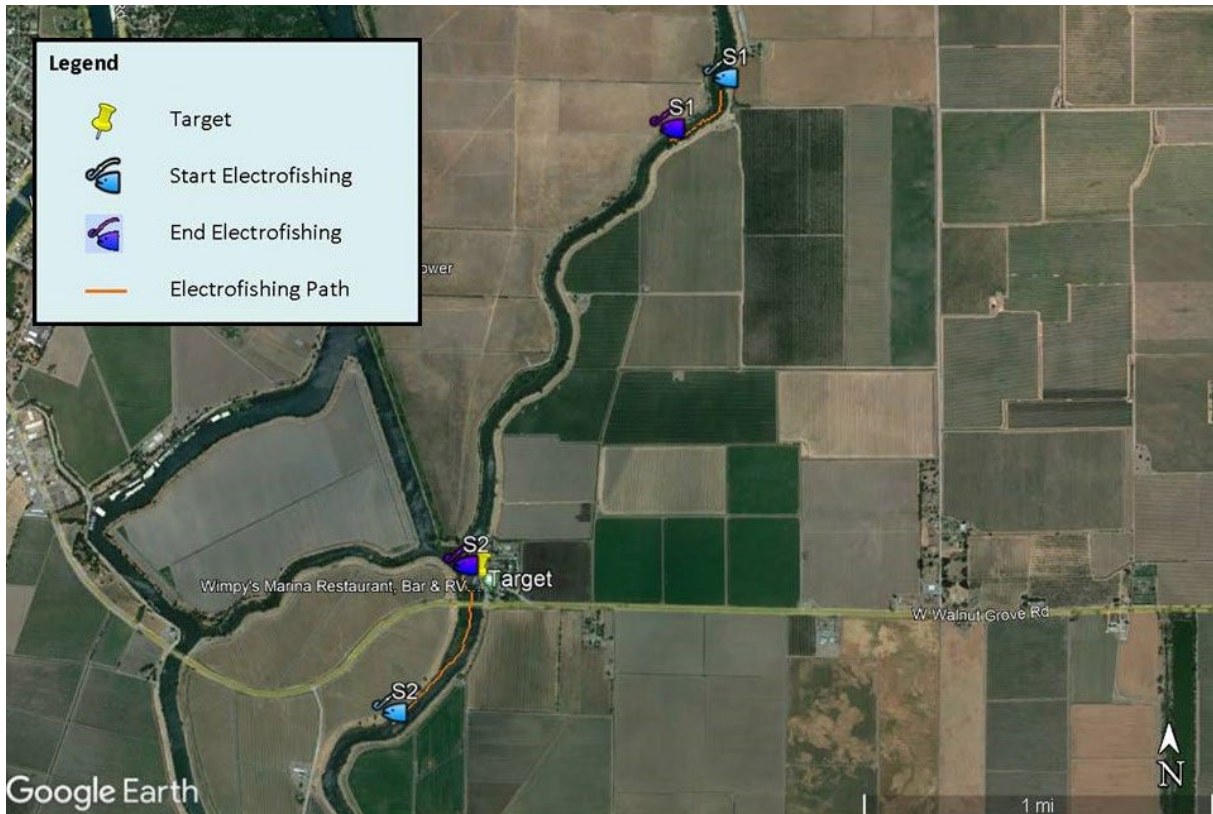 Legend
Target
Start Electrofishing
End Electrofishing
Electrofishing Path
S1
S1
ower
S2
Wimpy's Marina Restaurant, Bar & RV...
Target
W Walnut Grove Rd
S2
Google Earth
N
1 mi